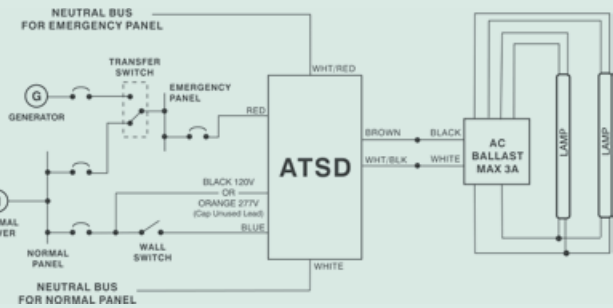 NEUTRAL BUS
FOR EMERGENCY PANEL
TRANSFER
SWITCH
WHT/RED
G
GENERATOR
EMERGENCY
PANEL
RED
BROWN
BLACK
WHT/BLK
WHITE
ATSD
AC
BALLAST
MAX 3A
LAMP
LAMP
BLACK 120V
OR
ORANGE 277V
(Cap Unused Lead)
BLUE
NORMAL
PANEL
WALL
SWITCH
WHITE
NEUTRAL BUS
FOR NORMAL PANEL